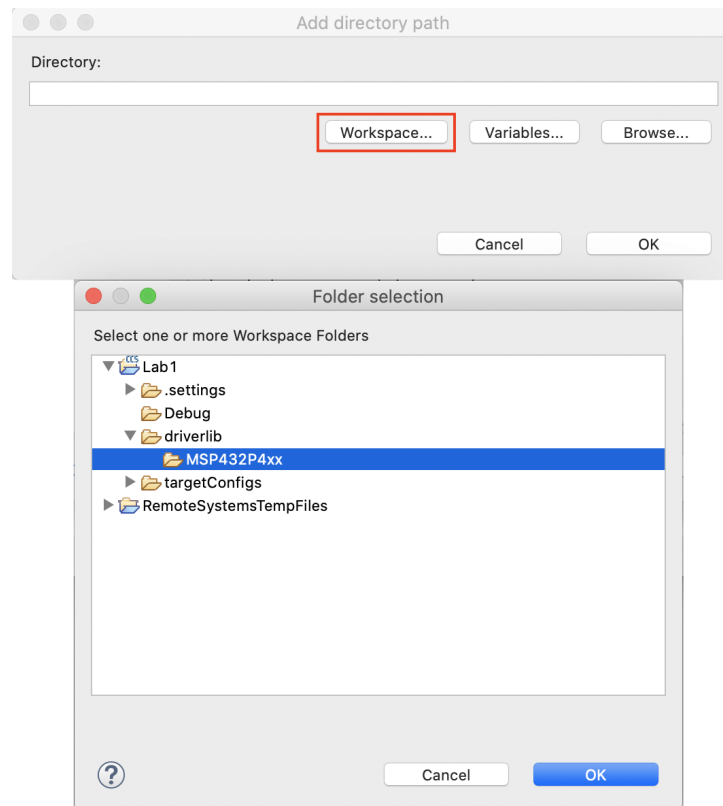 Add directory path
Directory:
Workspace...
Variables...
Browse...
Cancel
OK
Folder selection
Select one or more Workspace Folders
CCS
Lab1
.settings
Debug
driverlib
MSP432P4xx
targetConfigs
RemoteSystemsTempFiles
?
Cancel
OK